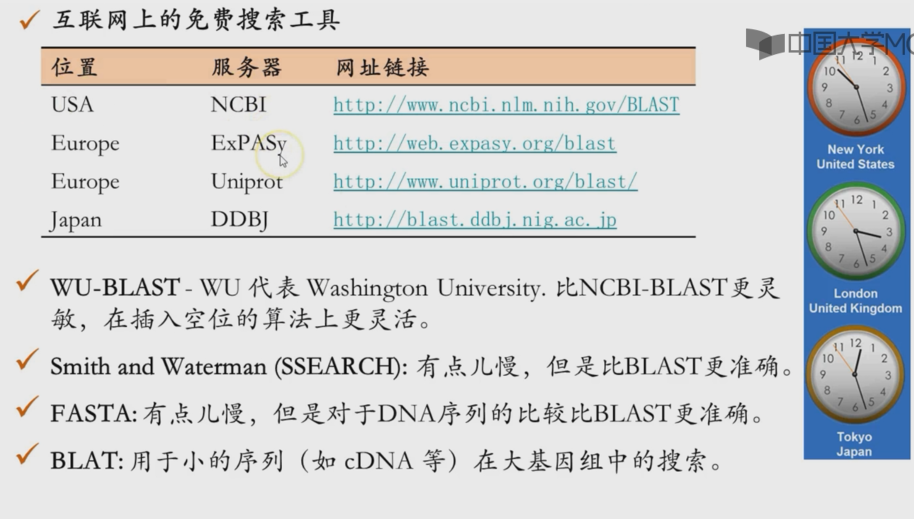 互联网上的免费搜索工具
位置 服务器 网址链接
USA NCBI http://www.ncbi.nlm.nih.gov/BLAST
Europe ExPASy http://web.expasy.org/blast
Europe Uniprot http://www.uniprot.org/blast/
Japan DDBJ http://blast.ddbj.nig.ac.jp
WU-BLAST - WU 代表 Washington University. 比NCBI-BLAST更灵
敏，在插入空位的算法上更灵活。
Smith and Waterman (SSEARCH): 有点儿慢，但是比BLAST更准确。
FASTA: 有点儿慢，但是对于DNA序列的比较比BLAST更准确。
BLAT: 用于小的序列（如 cDNA 等）在大基因组中的搜索。
中国大学MO
11 12 1
10 2
9 3
8 4
7 6 5
New York
United States
11 12 1
10 2
9 3
8 4
7 6 5
London
United Kingdom
11 12 1
10 2
9 3
8 4
7 6 5
Tokyo
Japan